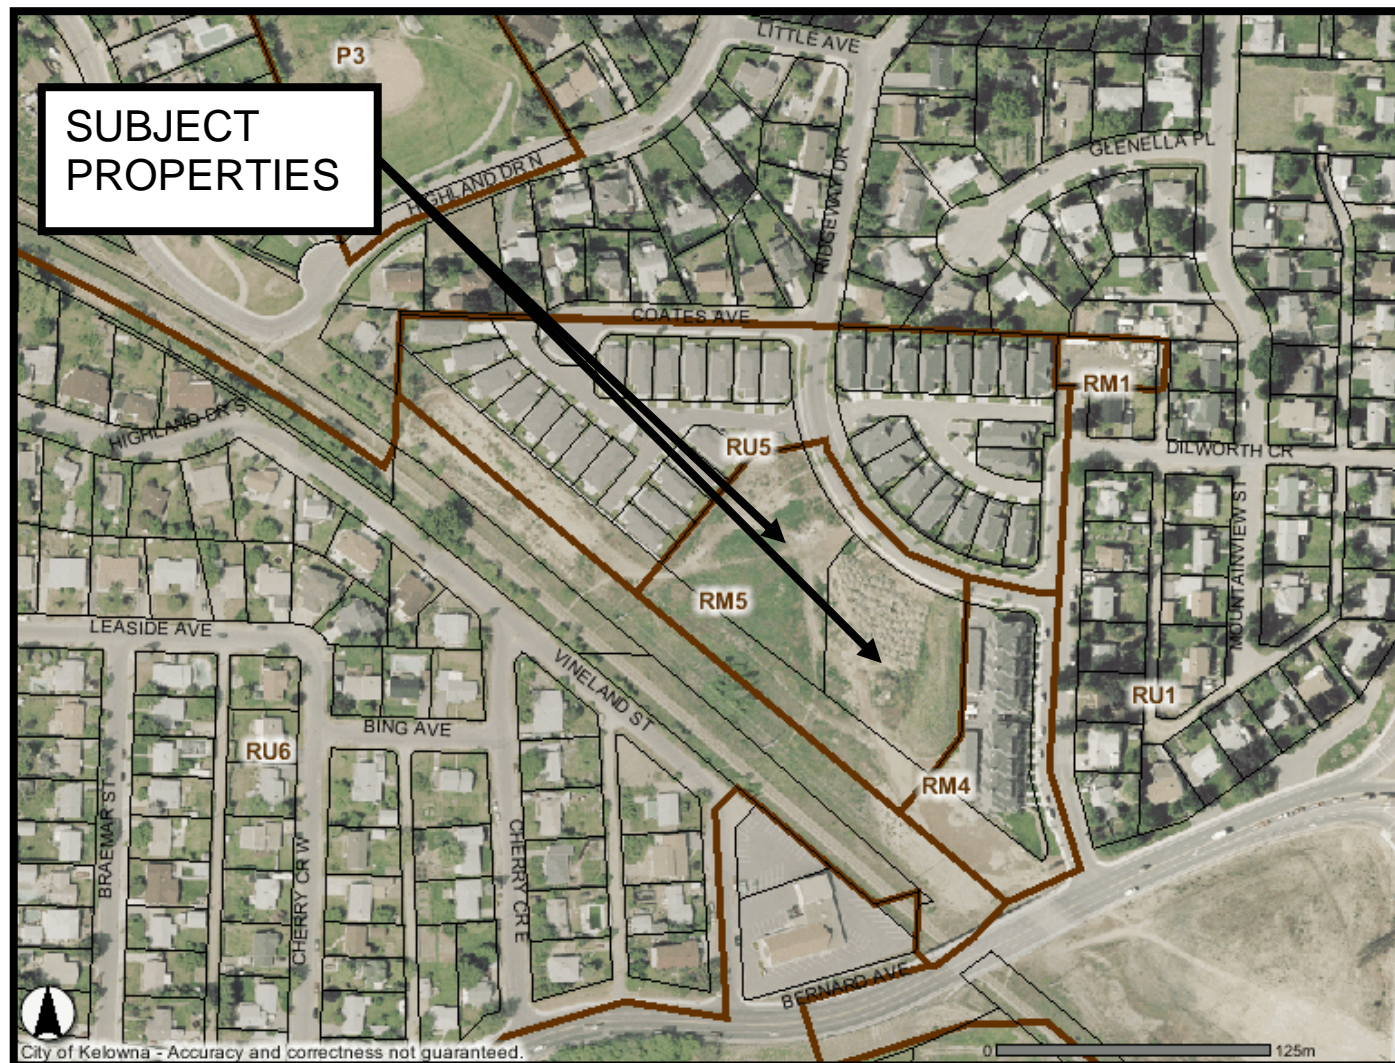 P3
LITTLE AVE
SUBJECT
PROPERTIES
HIGHLAND DR N
GLENELLA PL
RIDGEWAY DR
COATES AVE
RM1
HIGHLAND DR S
RU5
DILWORTH CR
MOUNTAINVIEW ST
RM5
LEASIDE AVE
VINELAND ST
RU1
BING AVE
RU6
RM4
BRAEMAR ST
CHERRY CR W
CHERRY CR E
BERNARD AVE
City of Kelowna - Accuracy and correctness not guaranteed.
0 125m